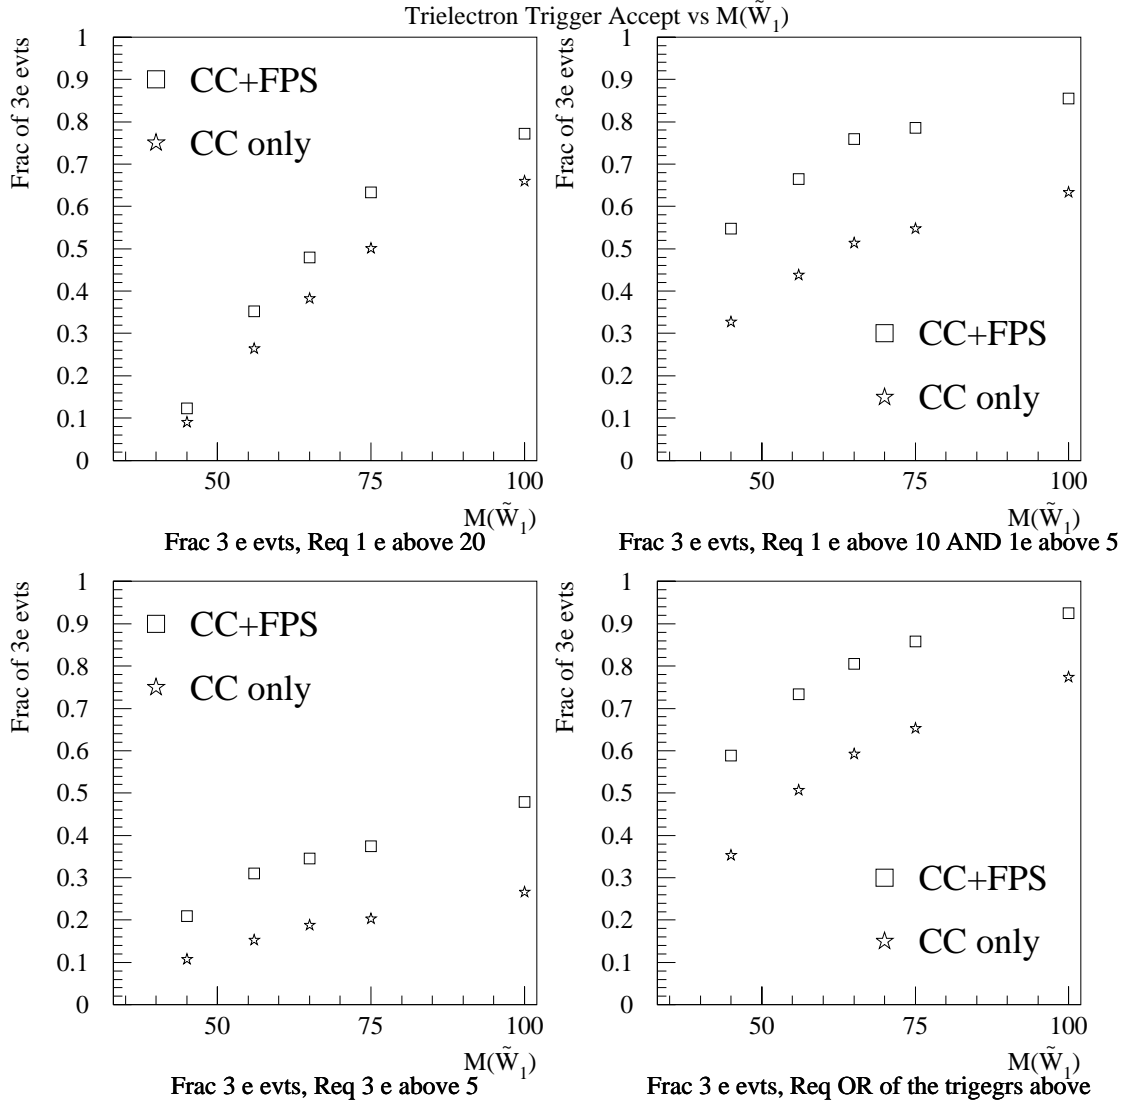 Trielectron Trigger Accept vs M(W̃₁)
Frac of 3e evts
1
0.9
0.8
0.7
0.6
0.5
0.4
0.3
0.2
0.1
0
CC+FPS
CC only
50 75 100
M(W̃₁)
Frac 3 e evts, Req 1 e above 20
Frac of 3e evts
1
0.9
0.8
0.7
0.6
0.5
0.4
0.3
0.2
0.1
0
CC+FPS
CC only
50 75 100
M(W̃₁)
Frac 3 e evts, Req 1 e above 10 AND 1e above 5
Frac of 3e evts
1
0.9
0.8
0.7
0.6
0.5
0.4
0.3
0.2
0.1
0
CC+FPS
CC only
50 75 100
M(W̃₁)
Frac 3 e evts, Req 3 e above 5
Frac of 3e evts
1
0.9
0.8
0.7
0.6
0.5
0.4
0.3
0.2
0.1
0
CC+FPS
CC only
50 75 100
M(W̃₁)
Frac 3 e evts, Req OR of the trigegrs above